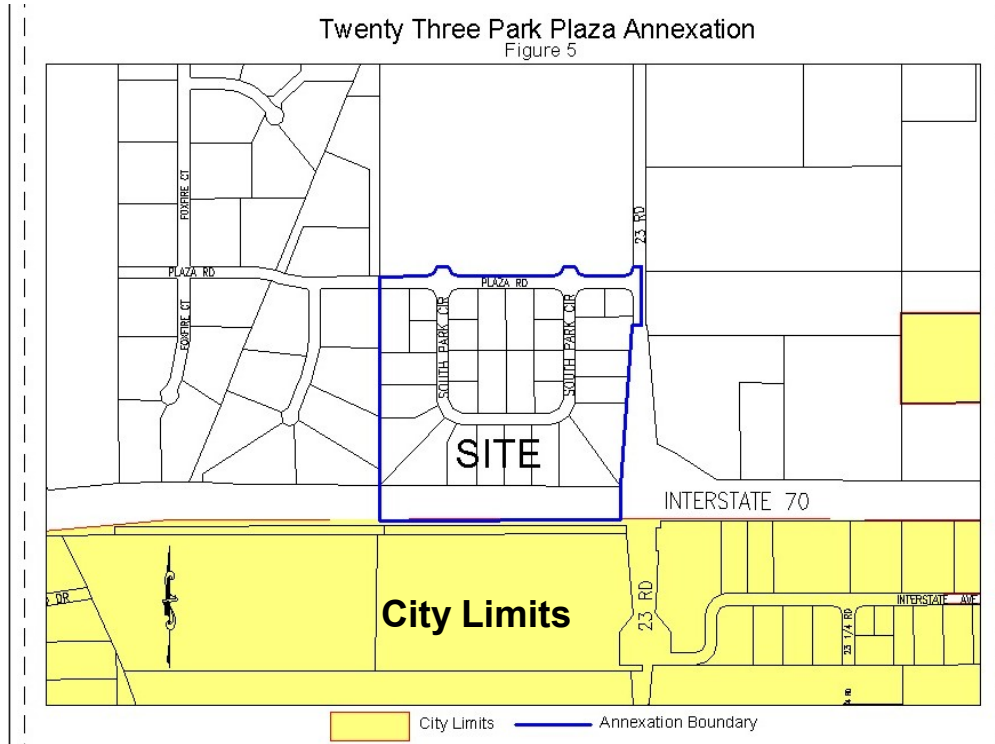 Twenty Three Park Plaza Annexation
Figure 5
FOXFIRE CT
23 RD
PLAZA RD
PLAZA RD
FOXFIRE CT
SOUTH PARK CIR
SOUTH PARK CIR
SITE
INTERSTATE 70
DR
City Limits
23 RD
INTERSTATE AVE
23 1/4 RD
City Limits
Annexation Boundary